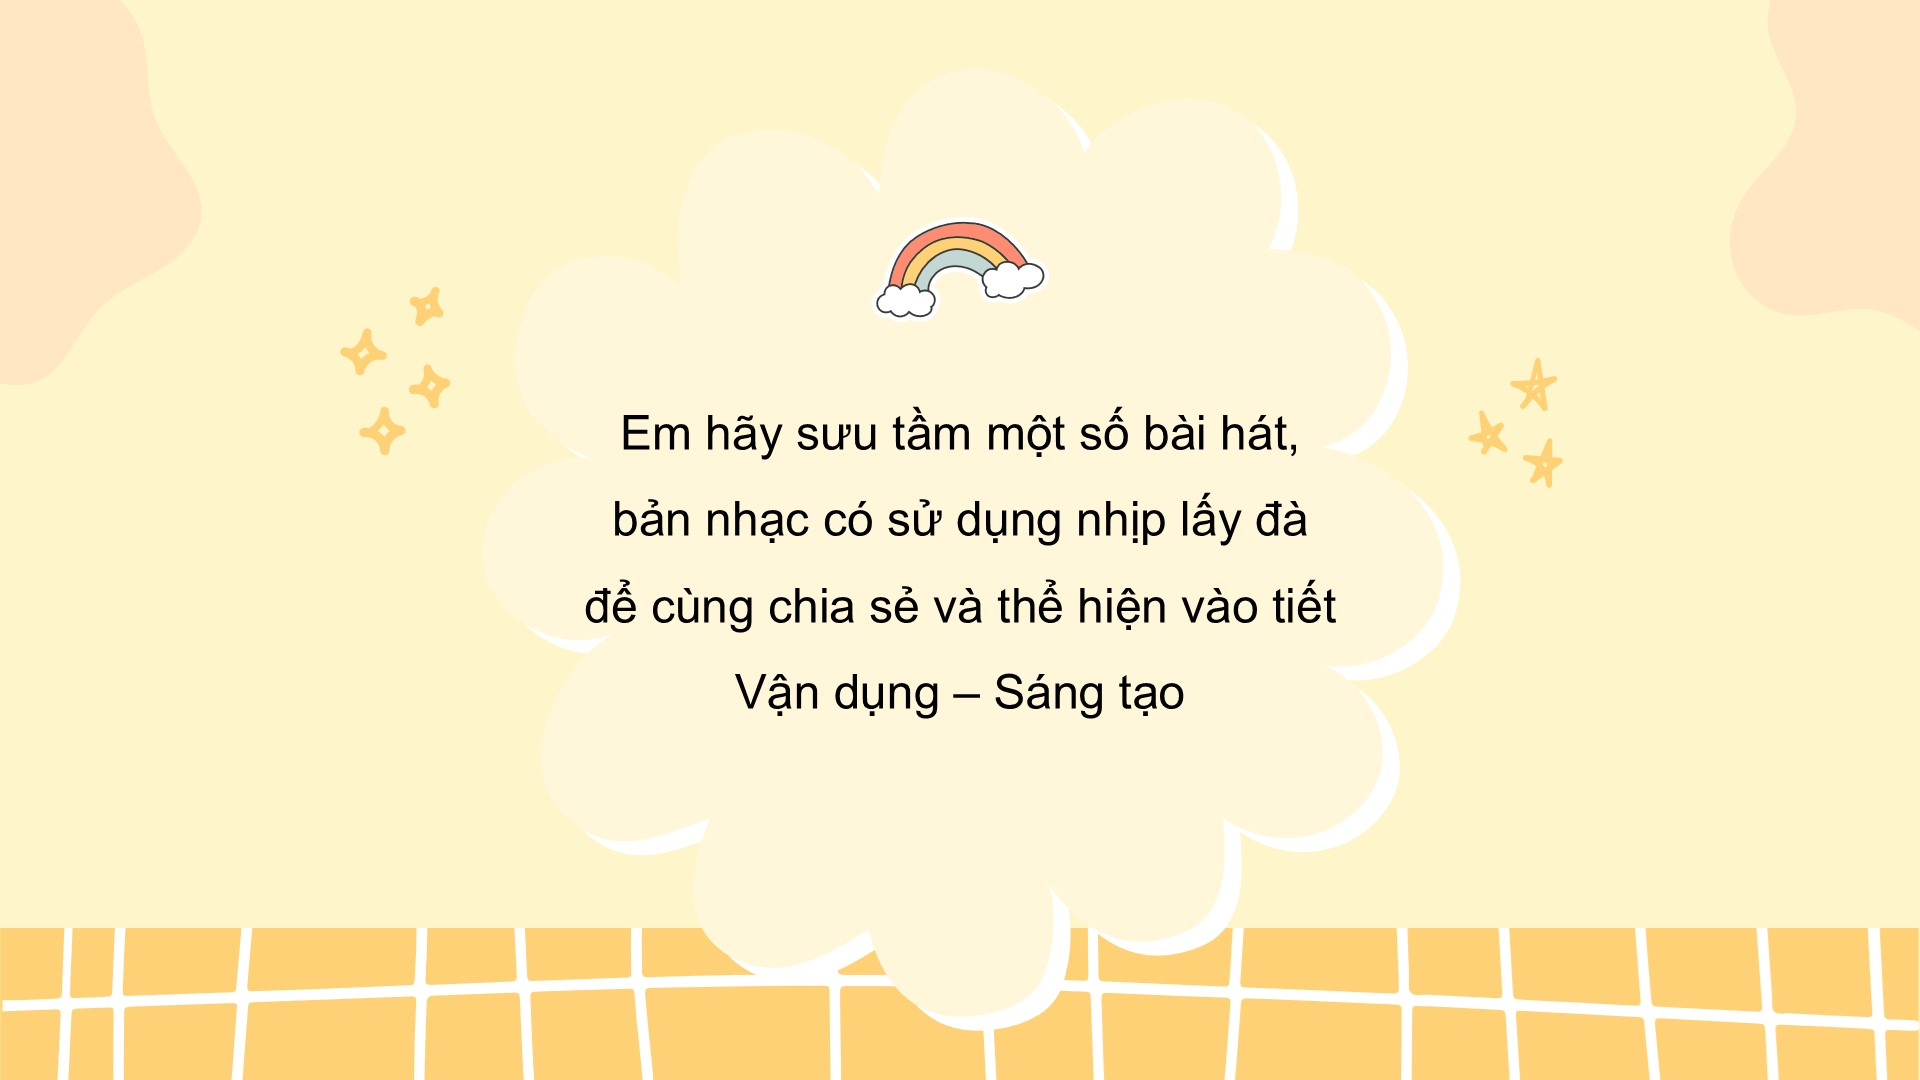 Em hãy sưu tầm một số bài hát,
bản nhạc có sử dụng nhịp lấy đà
để cùng chia sẻ và thể hiện vào tiết
Vận dụng – Sáng tạo